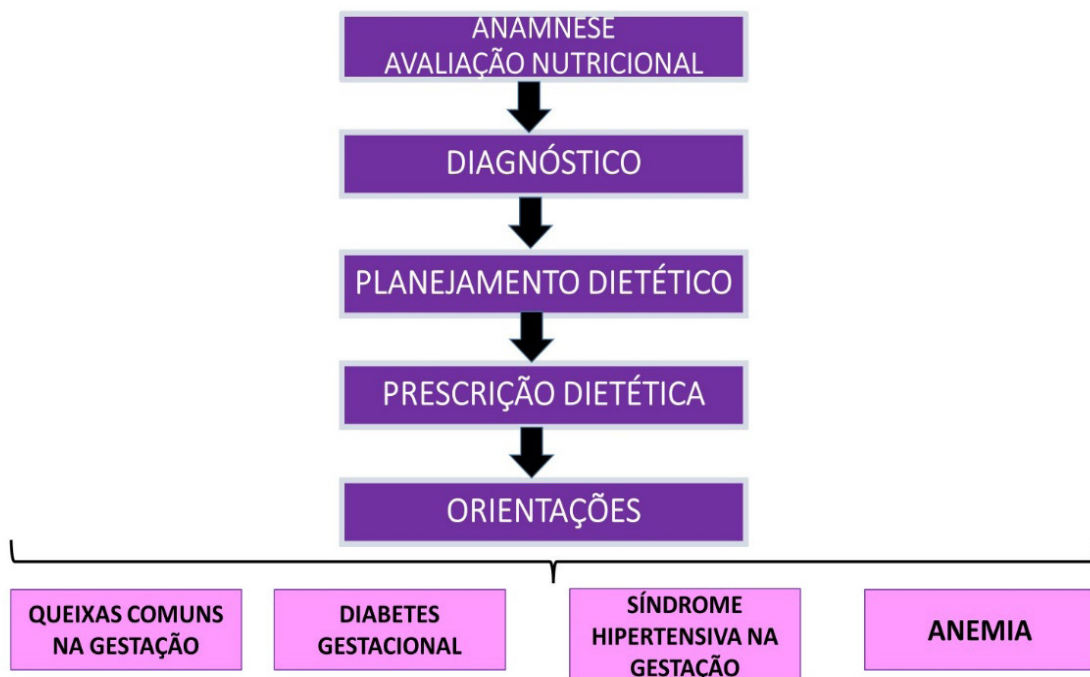 ANAMNESE
AVALIAÇÃO NUTRICIONAL
DIAGNÓSTICO
PLANEJAMENTO DIETÉTICO
PRESCRIÇÃO DIETÉTICA
ORIENTAÇÕES
QUEIXAS COMUNS
NA GESTAÇÃO
DIABETES
GESTACIONAL
SÍNDROME
HIPERTENSIVA NA
GESTAÇÃO
ANEMIA